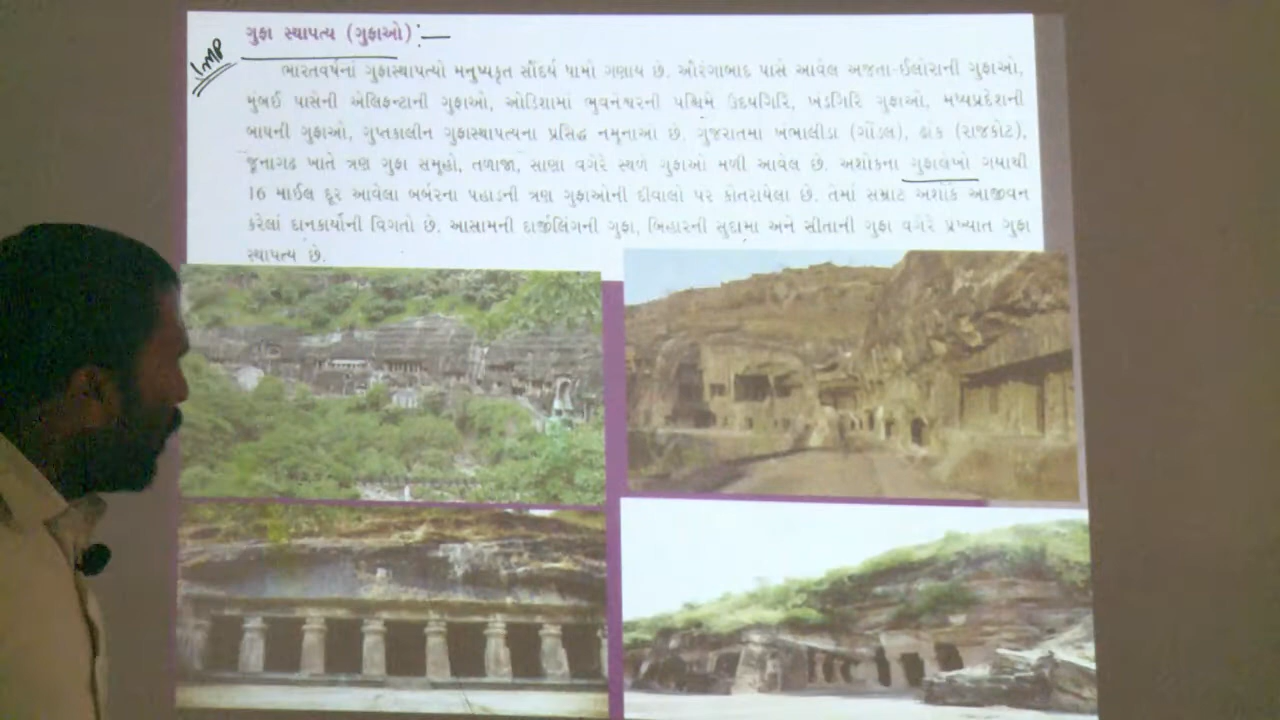 ગુફા સ્થાપત્ય (ગુફાઓ) :—
IMP
ભારતવર્ષનાં ગુફાસ્થાપત્યો મનુષ્યકૃત સૌંદર્ય ધામો ગણાય છે. ઔરંગાબાદ પાસે આવેલ અજંતા-ઈલોરાની ગુફાઓ,
મુંબઈ પાસેની એલિફન્ટાની ગુફાઓ, ઓડિશામાં ભુવનેશ્વરની પશ્ચિમે ઉદયગિરિ, ખંડગિરિ ગુફાઓ, મધ્યપ્રદેશની
બાઘની ગુફાઓ, ગુપ્તકાલીન ગુફાસ્થાપત્યના પ્રસિદ્ધ નમૂનાઓ છે. ગુજરાતમાં ખંભાલીડા (ગોંડલ), ઢાંક (રાજકોટ),
જૂનાગઢ ખાતે ત્રણ ગુફા સમૂહો, તળાજા, સાણા વગેરે સ્થળે ગુફાઓ મળી આવેલ છે. અશોકના ગુફાલેખો ગયાથી
16 માઈલ દૂર આવેલા બર્બરના પહાડની ત્રણ ગુફાઓની દીવાલો પર કોતરાયેલા છે. તેમાં સમ્રાટ અશોકે આજીવન
કરેલાં દાનકાર્યોની વિગતો છે. આસામની દાર્જીલિંગની ગુફા, બિહારની સુદામા અને સીતાની ગુફા વગેરે પ્રખ્યાત ગુફા
સ્થાપત્ય છે.